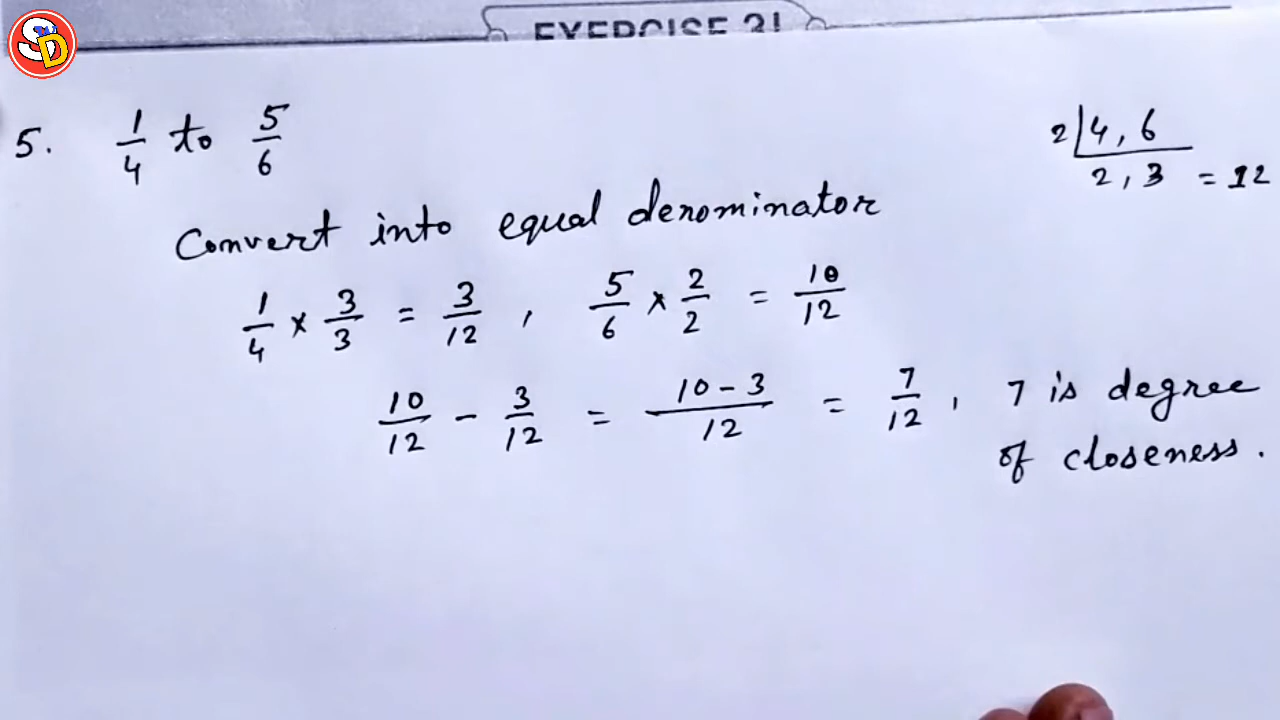 SD
EXERCISE 3I
5. 1/4 to 5/6
2 | 4, 6
2, 3 = 12
Convert into equal denominator
1/4 × 3/3 = 3/12 , 5/6 × 2/2 = 10/12
10/12 - 3/12 = 10-3/12 = 7/12 , 7 is degree
of closeness.